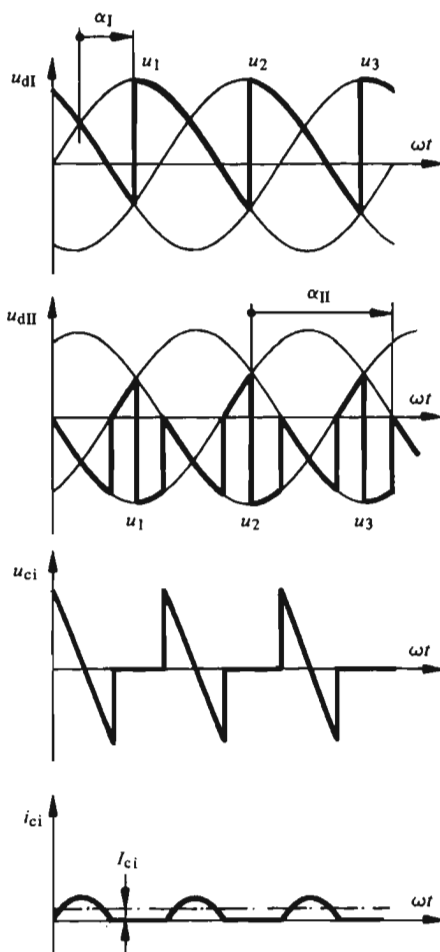 α_I
u_dI u_1 u_2 u_3
ωt
α_II
u_dII
ωt
u_1 u_2 u_3
u_ci
ωt
i_ci
I_ci
ωt